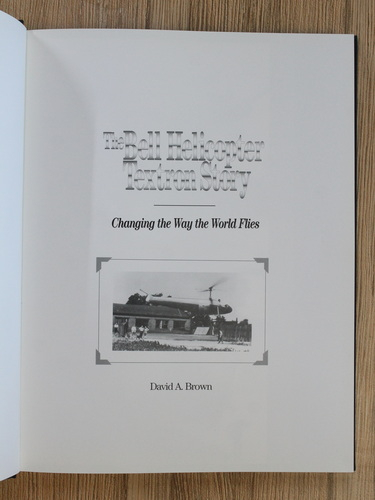 The Bell Helicopter
Textron Story
Changing the Way the World Flies
David A. Brown